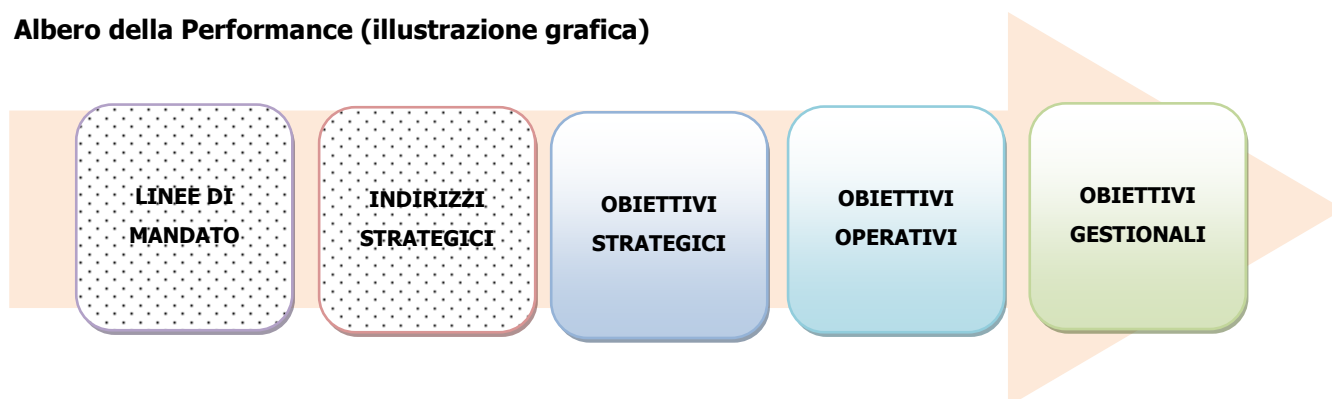 Albero della Performance (illustrazione grafica)
LINEE DI
MANDATO
INDIRIZZI
STRATEGICI
OBIETTIVI
STRATEGICI
OBIETTIVI
OPERATIVI
OBIETTIVI
GESTIONALI